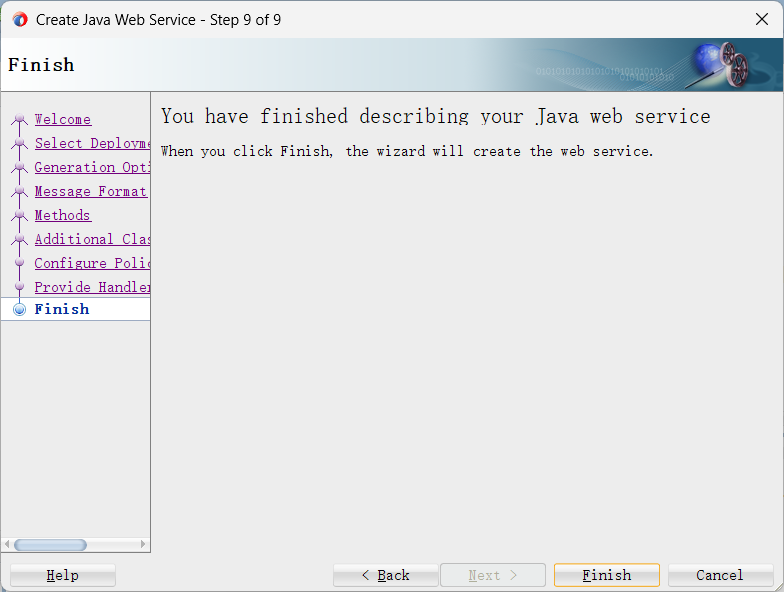 Create Java Web Service - Step 9 of 9
Finish
Welcome
Select Deployme
Generation Opti
Message Format
Methods
Additional Clas
Configure Polic
Provide Handler
Finish
You have finished describing your Java web service
When you click Finish, the wizard will create the web service.
Help
< Back
Next >
Finish
Cancel